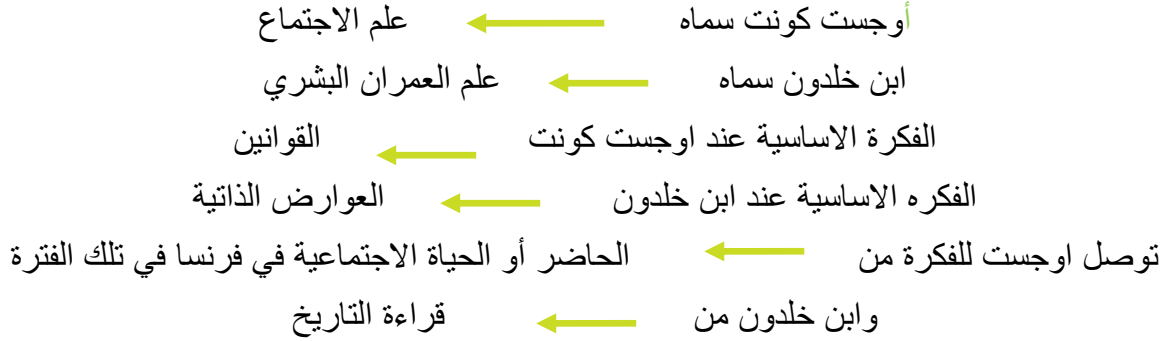 أوجست كونت سماه علم الاجتماع
ابن خلدون سماه علم العمران البشري
الفكرة الاساسية عند اوجست كونت القوانين
الفكره الاساسية عند ابن خلدون العوارض الذاتية
توصل اوجست للفكرة من الحاضر أو الحياة الاجتماعية في فرنسا في تلك الفترة
وابن خلدون من قراءة التاريخ